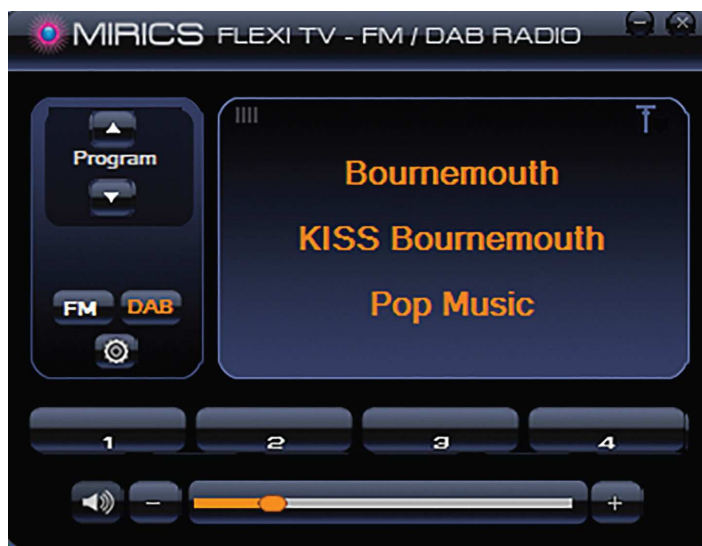 MIRICS FLEXI TV - FM / DAB RADIO
Program
Bournemouth
KISS Bournemouth
Pop Music
FM DAB
1 2 3 4